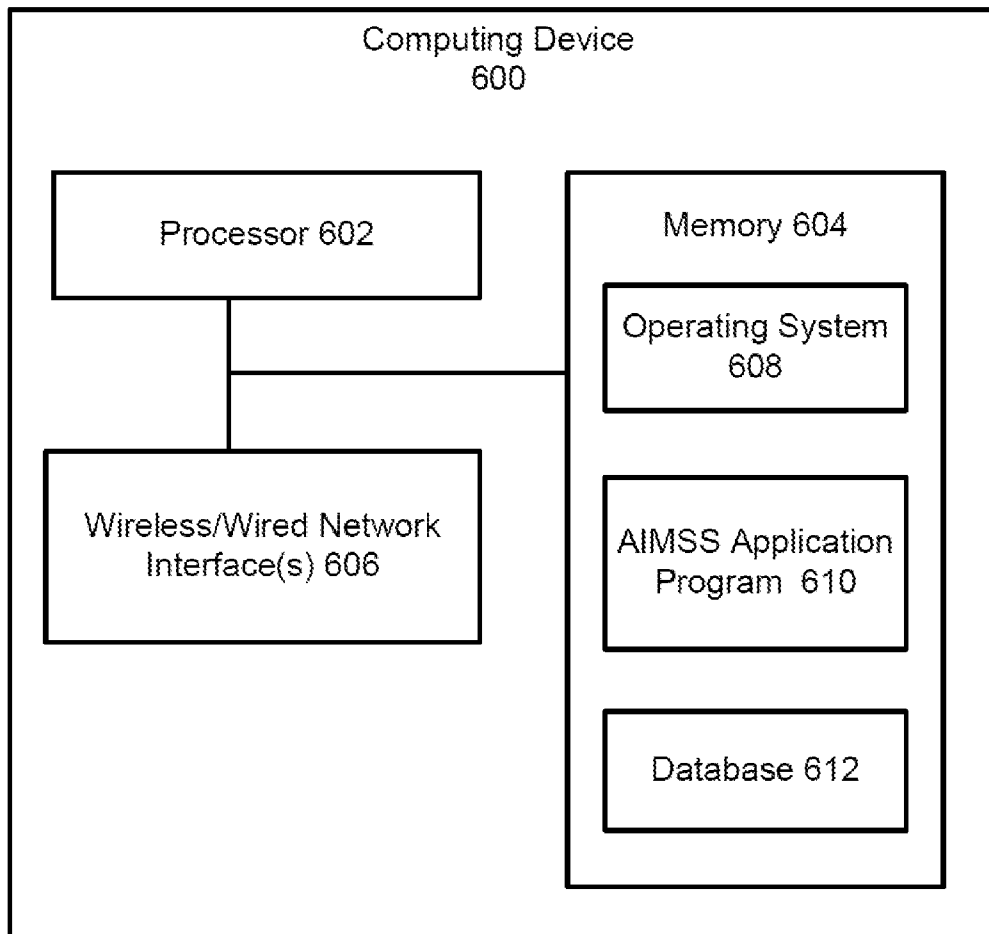 Computing Device
600
Processor 602
Wireless/Wired Network
Interface(s) 606
Memory 604
Operating System
608
AIMSS Application
Program 610
Database 612